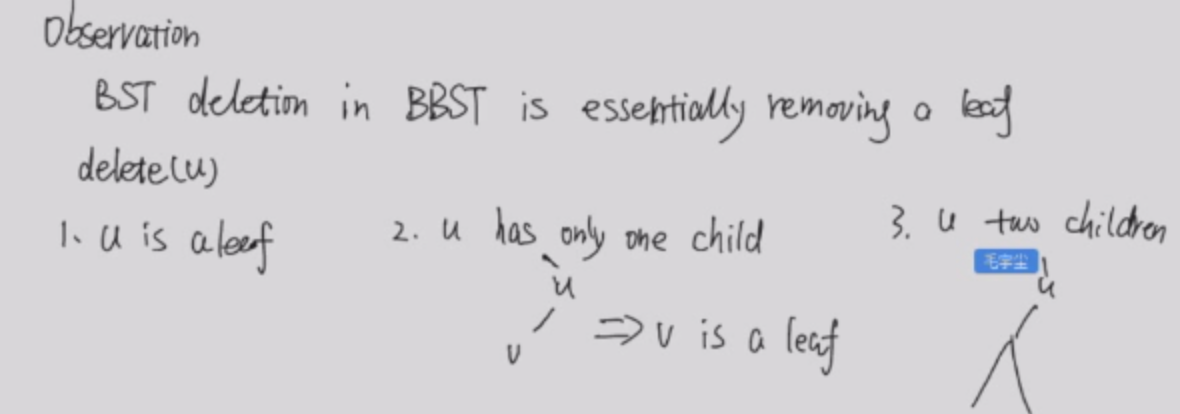 Observation
BST deletion in BBST is essentially removing a leaf
delete(u)
1. u is a leaf
2. u has only one child
3. u two children
毛宇尘
u
u
v
⇒ v is a leaf